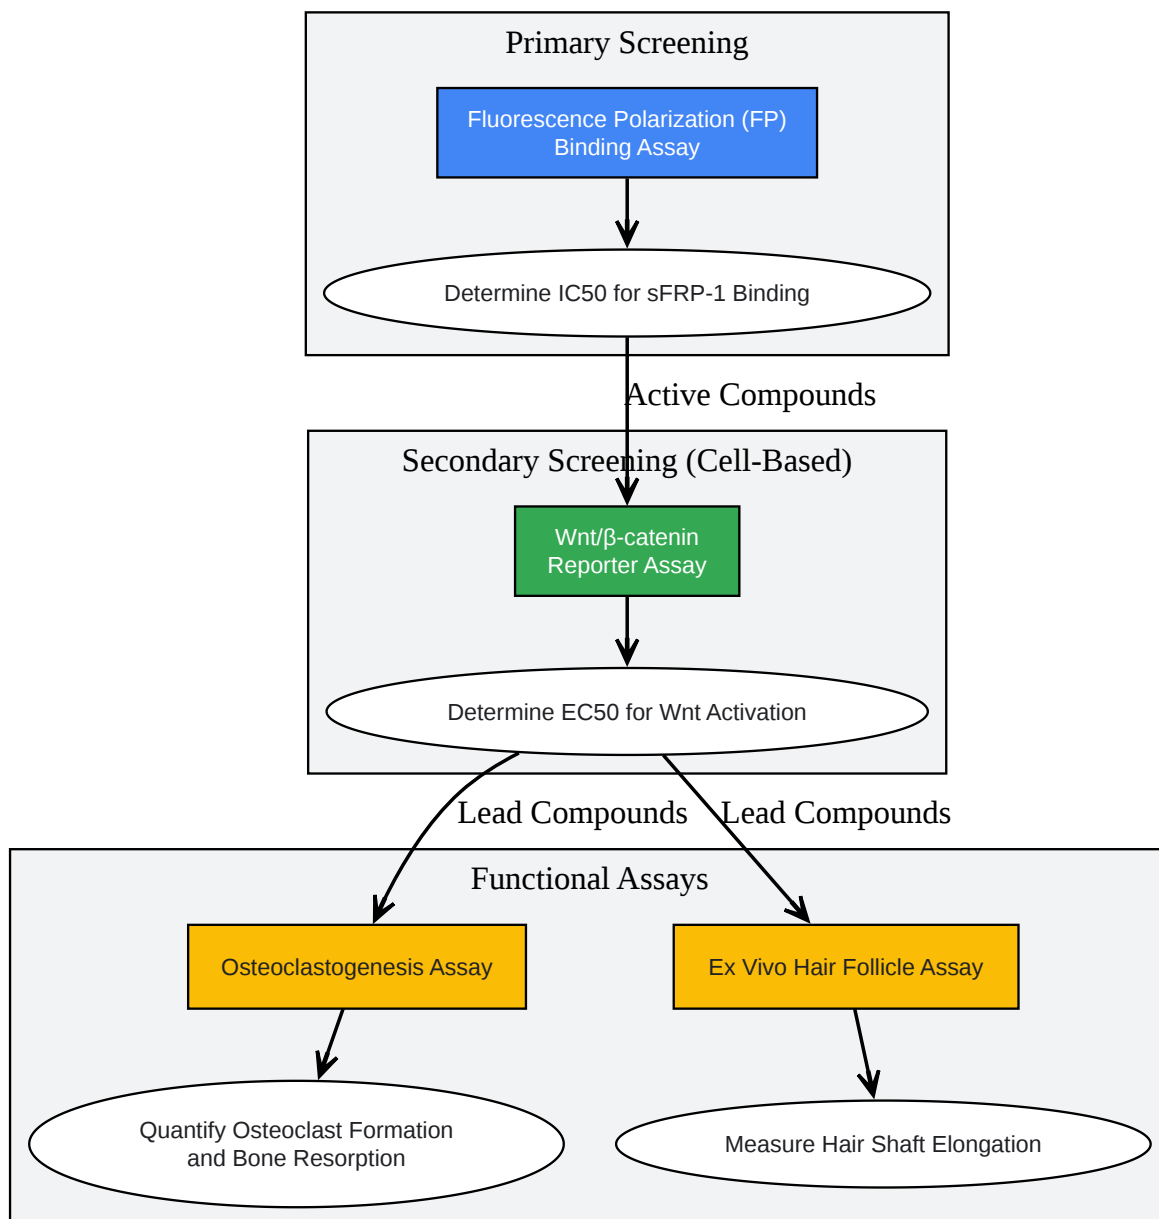 Primary Screening
Fluorescence Polarization (FP)
Binding Assay
Determine IC50 for sFRP-1 Binding
Active Compounds
Secondary Screening (Cell-Based)
Wnt/β-catenin
Reporter Assay
Determine EC50 for Wnt Activation
Lead Compounds
Lead Compounds
Functional Assays
Osteoclastogenesis Assay
Ex Vivo Hair Follicle Assay
Quantify Osteoclast Formation
and Bone Resorption
Measure Hair Shaft Elongation